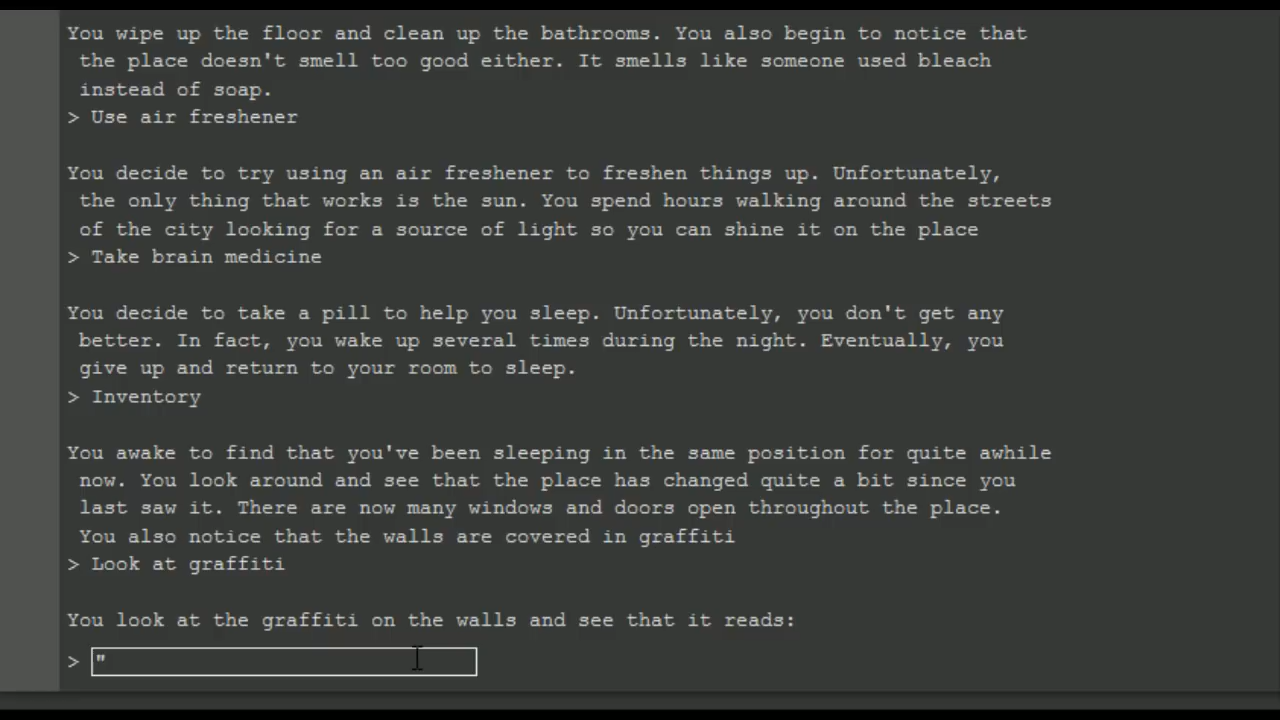 You wipe up the floor and clean up the bathrooms. You also begin to notice that
the place doesn't smell too good either. It smells like someone used bleach
instead of soap.
> Use air freshener
You decide to try using an air freshener to freshen things up. Unfortunately,
the only thing that works is the sun. You spend hours walking around the streets
of the city looking for a source of light so you can shine it on the place
> Take brain medicine
You decide to take a pill to help you sleep. Unfortunately, you don't get any
better. In fact, you wake up several times during the night. Eventually, you
give up and return to your room to sleep.
> Inventory
You awake to find that you've been sleeping in the same position for quite awhile
now. You look around and see that the place has changed quite a bit since you
last saw it. There are now many windows and doors open throughout the place.
You also notice that the walls are covered in graffiti
> Look at graffiti
You look at the graffiti on the walls and see that it reads:
> "